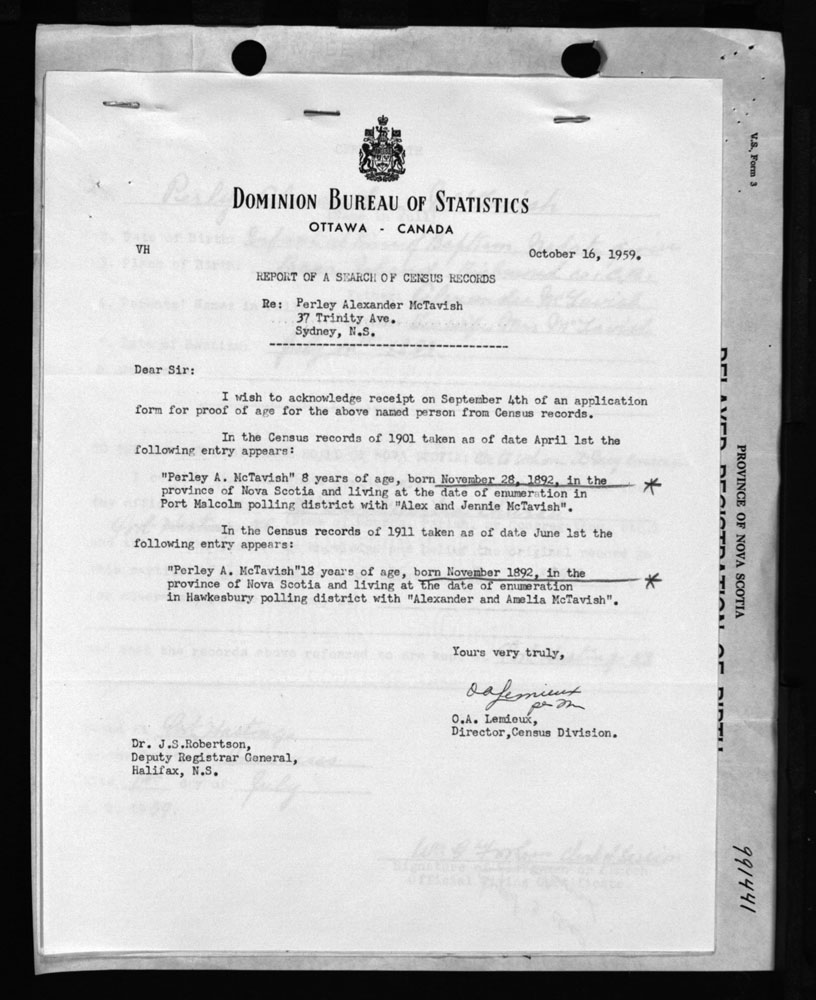 DOMINION BUREAU OF STATISTICS
OTTAWA - CANADA
VH
October 16, 1959.
REPORT OF A SEARCH OF CENSUS RECORDS
Re: Perley Alexander McTavish
37 Trinity Ave.
Sydney, N.S.
Dear Sir:
I wish to acknowledge receipt on September 4th of an application
form for proof of age for the above named person from Census records.
In the Census records of 1901 taken as of date April 1st the
following entry appears:
"Perley A. McTavish" 8 years of age, born November 28, 1892, in the
province of Nova Scotia and living at the date of enumeration in
Port Malcolm polling district with "Alex and Jennie McTavish".
In the Census records of 1911 taken as of date June 1st the
following entry appears:
"Perley A. McTavish"18 years of age, born November 1892, in the
province of Nova Scotia and living at the date of enumeration
in Hawkesbury polling district with "Alexander and Amelia McTavish".
Yours very truly,
OALemieux
per M
O.A. Lemieux,
Director,Census Division.
Dr. J.S.Robertson,
Deputy Registrar General,
Halifax, N.S.
V.S. Form 3
PROVINCE OF NOVA SCOTIA
DELAYED REGISTRATION OF BIRTH
991441